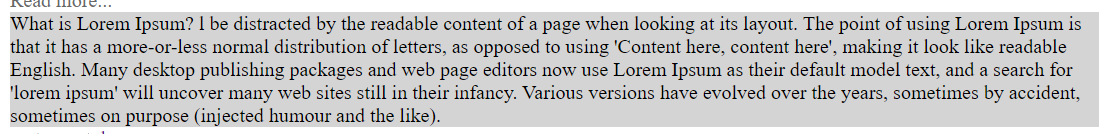 Read more...
What is Lorem Ipsum? l be distracted by the readable content of a page when looking at its layout. The point of using Lorem Ipsum is
that it has a more-or-less normal distribution of letters, as opposed to using 'Content here, content here', making it look like readable
English. Many desktop publishing packages and web page editors now use Lorem Ipsum as their default model text, and a search for
'lorem ipsum' will uncover many web sites still in their infancy. Various versions have evolved over the years, sometimes by accident,
sometimes on purpose (injected humour and the like).